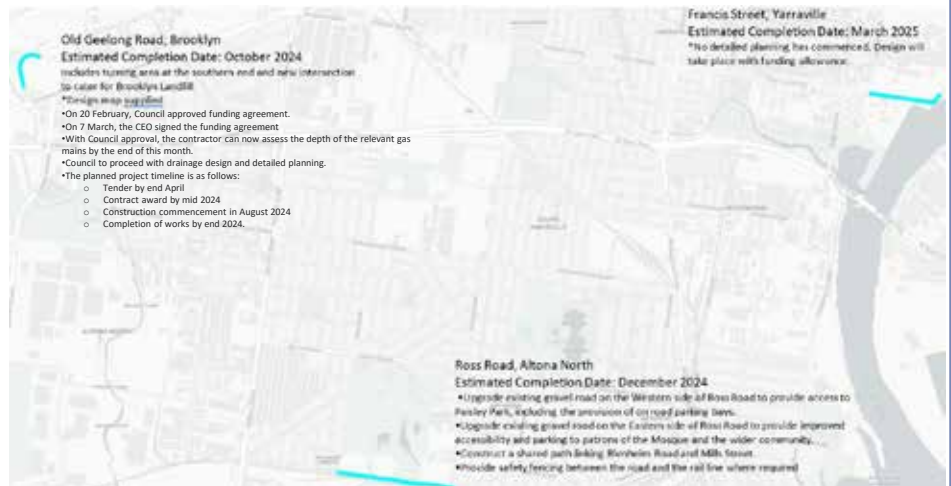 Old Geelong Road, Brooklyn
Estimated Completion Date: October 2024
Includes turning area at the southern end and new intersection
to cater for Brooklyn Landfill
*Design map supplied
•On 20 February, Council approved funding agreement.
•On 7 March, the CEO signed the funding agreement
•With Council approval, the contractor can now assess the depth of the relevant gas
mains by the end of this month.
•Council to proceed with drainage design and detailed planning.
•The planned project timeline is as follows:
o Tender by end April
o Contract award by mid 2024
o Construction commencement in August 2024
o Completion of works by end 2024.
Francis Street, Yarraville
Estimated Completion Date: March 2025
*No detailed planning has commenced. Design will
take place with funding allowance.
Ross Road, Altona North
Estimated Completion Date: December 2024
•Upgrade existing gravel road on the Western side of Ross Road to provide access to
Paisley Park, including the provision of on road parking bays.
•Upgrade existing gravel road on the Eastern side of Ross Road to provide improved
accessibility and parking to patrons of the Mosque and the wider community.
•Construct a shared path linking Blenheim Road and Mills Street.
•Provide safety fencing between the road and the rail line where required